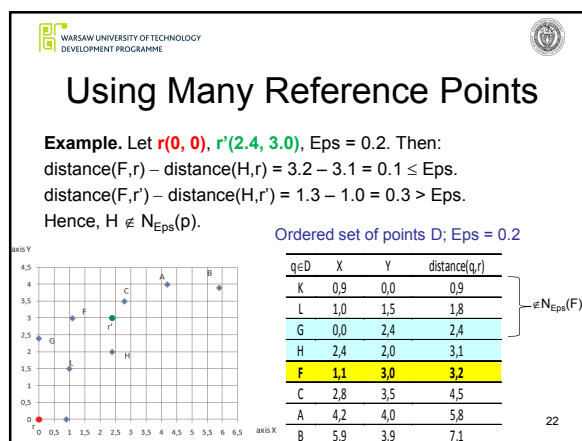 WARSAW UNIVERSITY OF TECHNOLOGY
DEVELOPMENT PROGRAMME
Using Many Reference Points
Example. Let r(0, 0), r'(2.4, 3.0), Eps = 0.2. Then:
distance(F,r) – distance(H,r) = 3.2 – 3.1 = 0.1 ≤ Eps.
distance(F,r') – distance(H,r') = 1.3 – 1.0 = 0.3 > Eps.
Hence, H ∉ N_Eps(p).
Ordered set of points D; Eps = 0.2
axis Y
4,5
4
3,5
3
2,5
2
1,5
1
0,5
0
A
B
C
F
r'
G
H
L
r
0 0,5 1 1,5 2 2,5 3 3,5 4 4,5 5 5,5 6 6,5
axis X
q∈D X Y distance(q,r)
K 0,9 0,0 0,9
L 1,0 1,5 1,8
G 0,0 2,4 2,4
H 2,4 2,0 3,1
F 1,1 3,0 3,2
C 2,8 3,5 4,5
A 4,2 4,0 5,8
B 5,9 3,9 7,1
∉N_Eps(F)
22